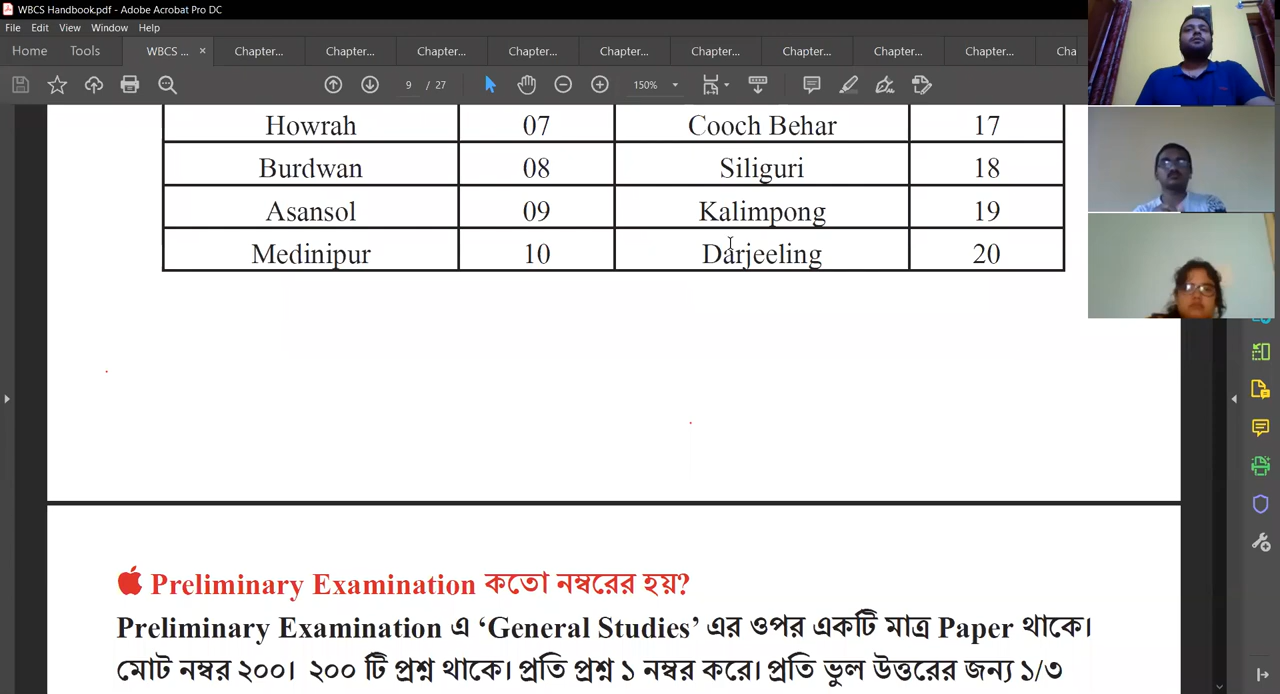 WBCS Handbook.pdf - Adobe Acrobat Pro DC
File Edit View Window Help
Home Tools WBCS ... × Chapter... Chapter... Chapter... Chapter... Chapter... Chapter... Chapter... Chapter... Chapter... Cha
9 / 27 150%
Howrah 07 Cooch Behar 17
Burdwan 08 Siliguri 18
Asansol 09 Kalimpong 19
Medinipur 10 Darjeeling 20
Preliminary Examination কতো নম্বরের হয়?
Preliminary Examination এ ‘General Studies’ এর ওপর একটি মাত্র Paper থাকে।
মোট নম্বর ২০০। ২০০ টি প্রশ্ন থাকে। প্রতি প্রশ্ন ১ নম্বর করে। প্রতি ভুল উত্তরের জন্য ১/৩